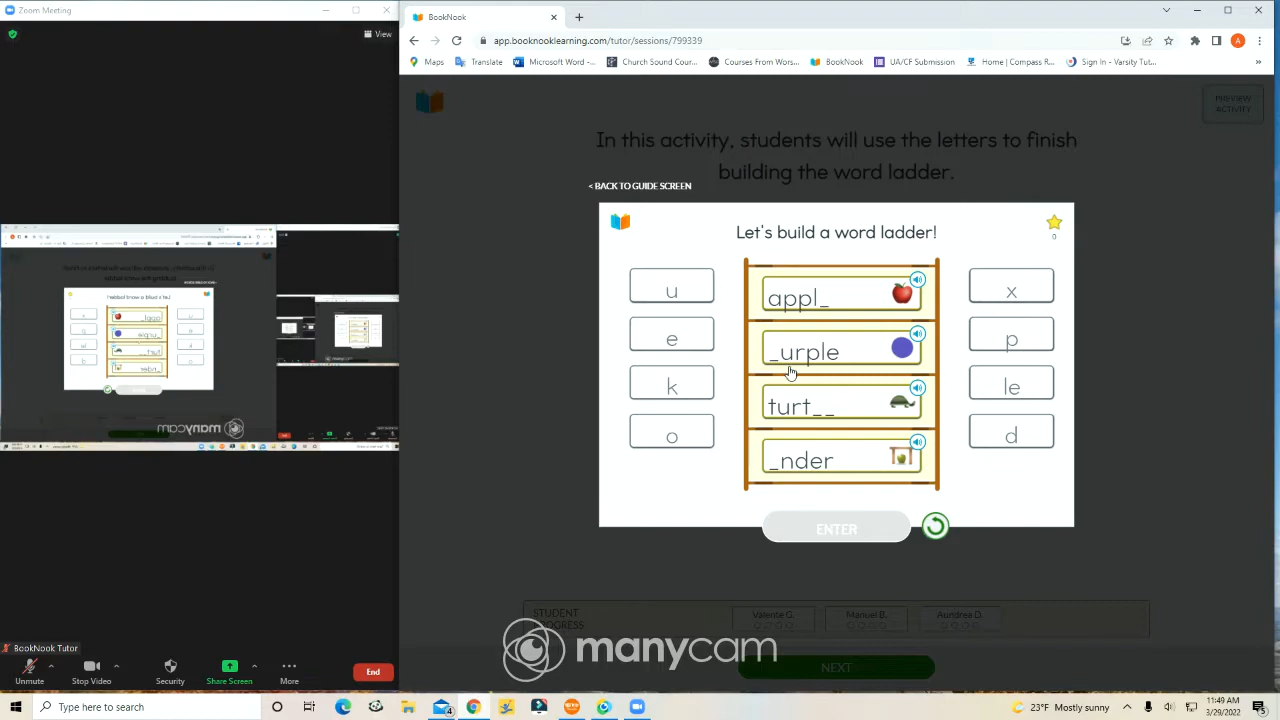 Zoom Meeting
View
BookNook Tutor
Unmute
Stop Video
Security
Share Screen
More
End
BookNook
app.booknooklearning.com/tutor/sessions/799339
A
Maps
Translate
Microsoft Word -...
Church Sound Cour...
Courses From Wors...
BookNook
UA/CF Submission
Home | Compass R...
Sign In - Varsity Tut...
»
PREVIEW
ACTIVITY
In this activity, students will use the letters to finish
building the word ladder.
< BACK TO GUIDE SCREEN
Let's build a word ladder!
0
u
e
k
o
appl_
_urple
turt__
_nder
x
p
le
d
ENTER
STUDENT
PROGRESS:
Valente G.
Manuel B.
Auridrea D.
NEXT
manycam
Type here to search
4
23°F Mostly sunny
11:49 AM
3/29/2022
5